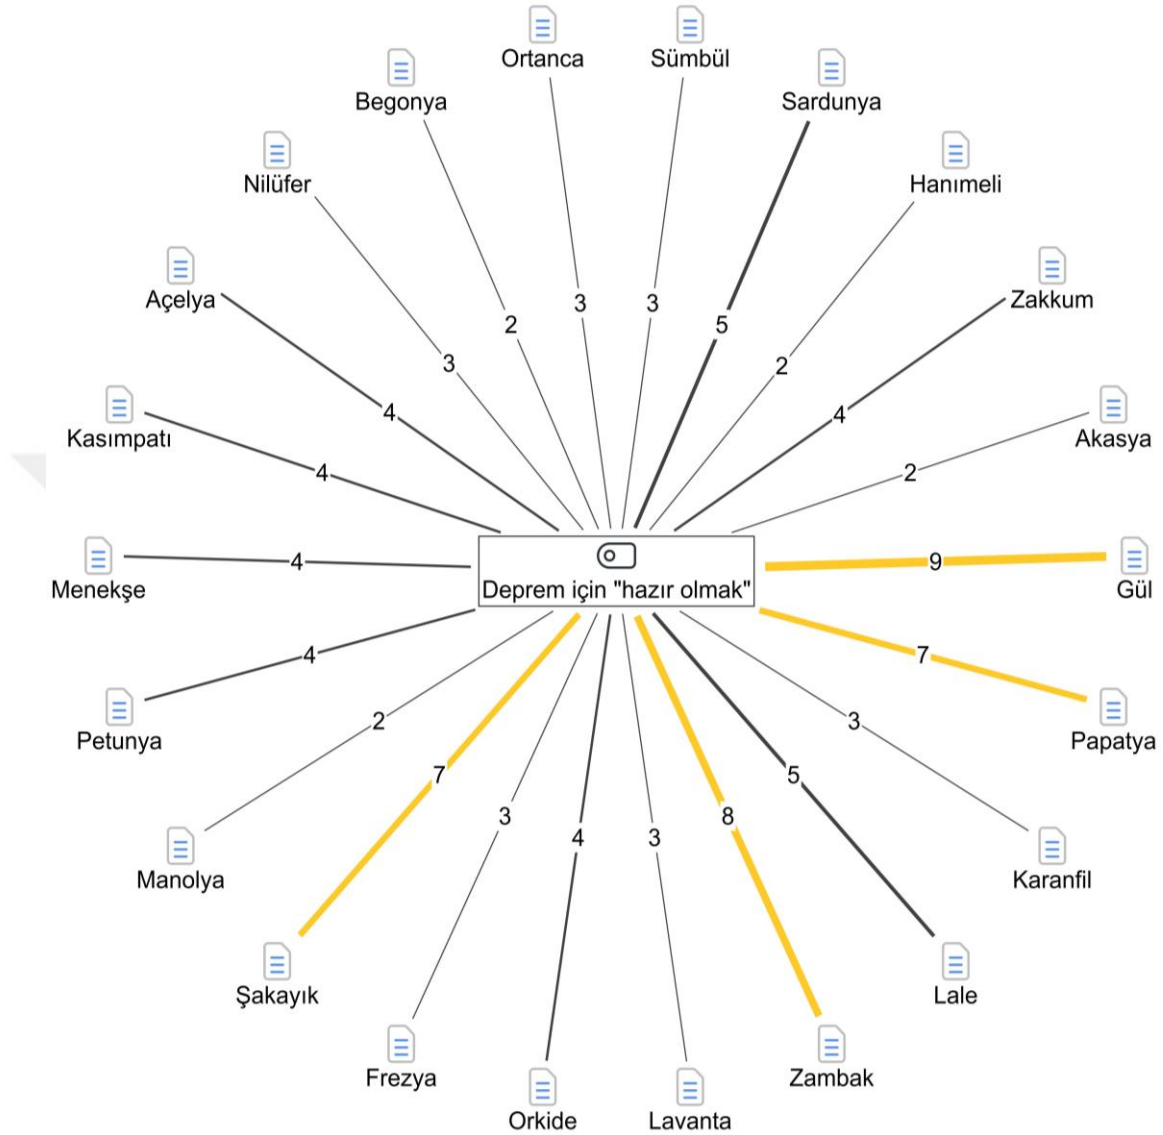 Ortanca
Sümbül
Begonya
Sardunya
Nilüfer
Hanımeli
Açelya
Zakkum
3
3
2
5
3
2
Kasımpatı
Akasya
4
4
4
2
Menekşe
4
Deprem için "hazır olmak"
9
Gül
4
7
Petunya
Papatya
2
3
7
5
3
8
4
3
Manolya
Karanfil
Şakayık
Lale
Frezya
Zambak
Orkide
Lavanta